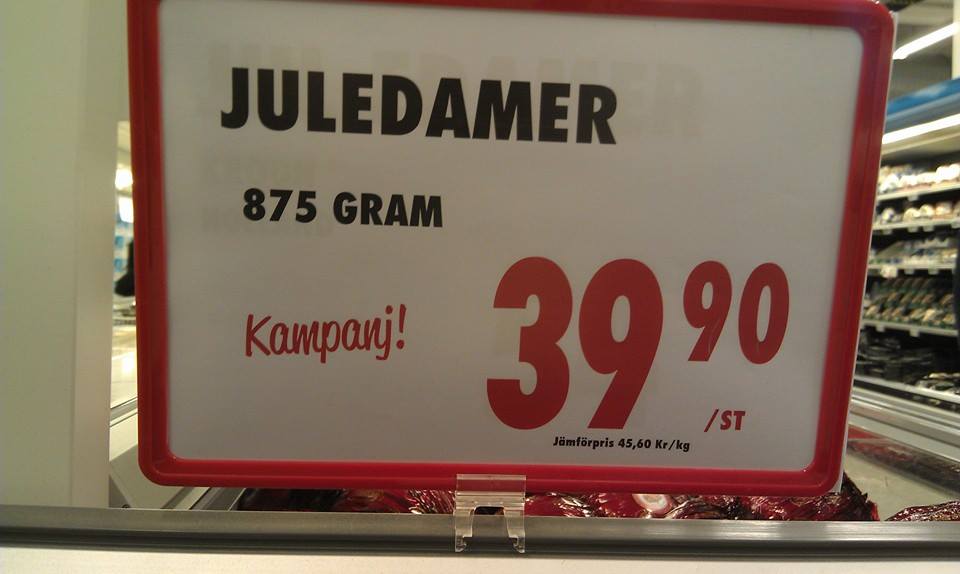 JULEDAMER
875 GRAM
Kampanj!
39 90
/ST
Jämförpris 45,60 Kr/kg